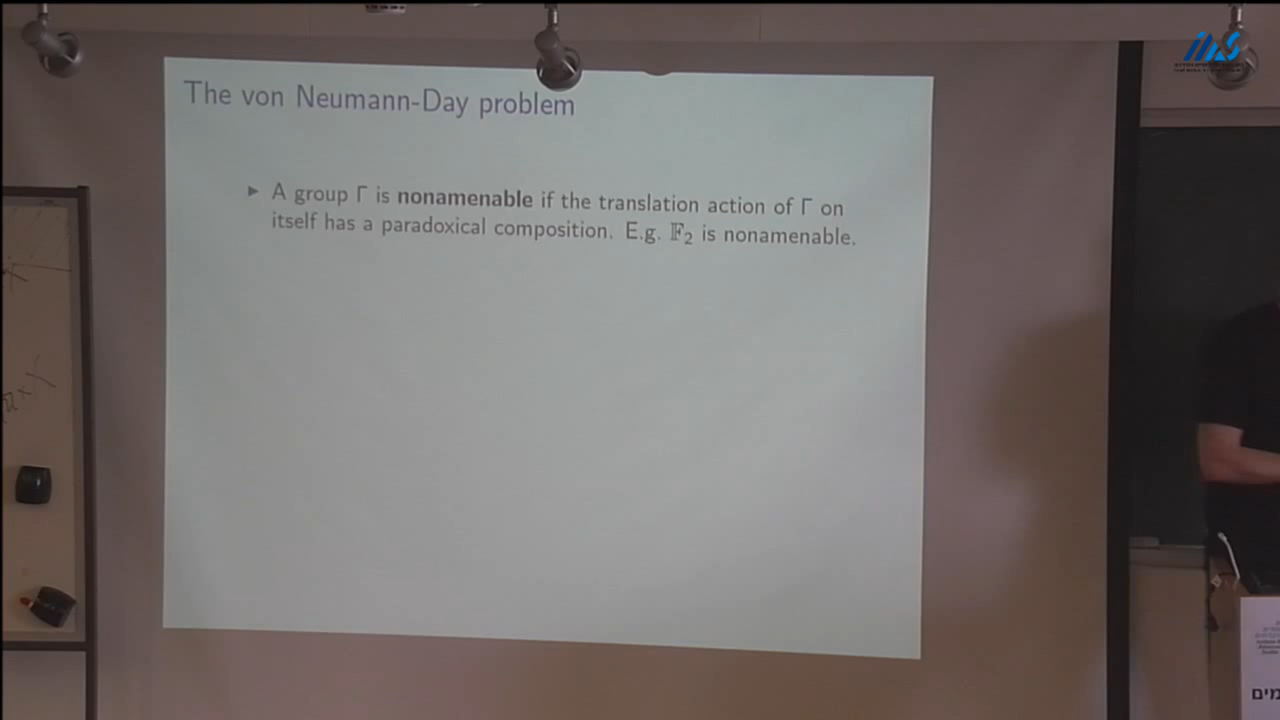 The von Neumann-Day problem
▶ A group Γ is nonamenable if the translation action of Γ on
itself has a paradoxical composition. E.g. 𝔽₂ is nonamenable.